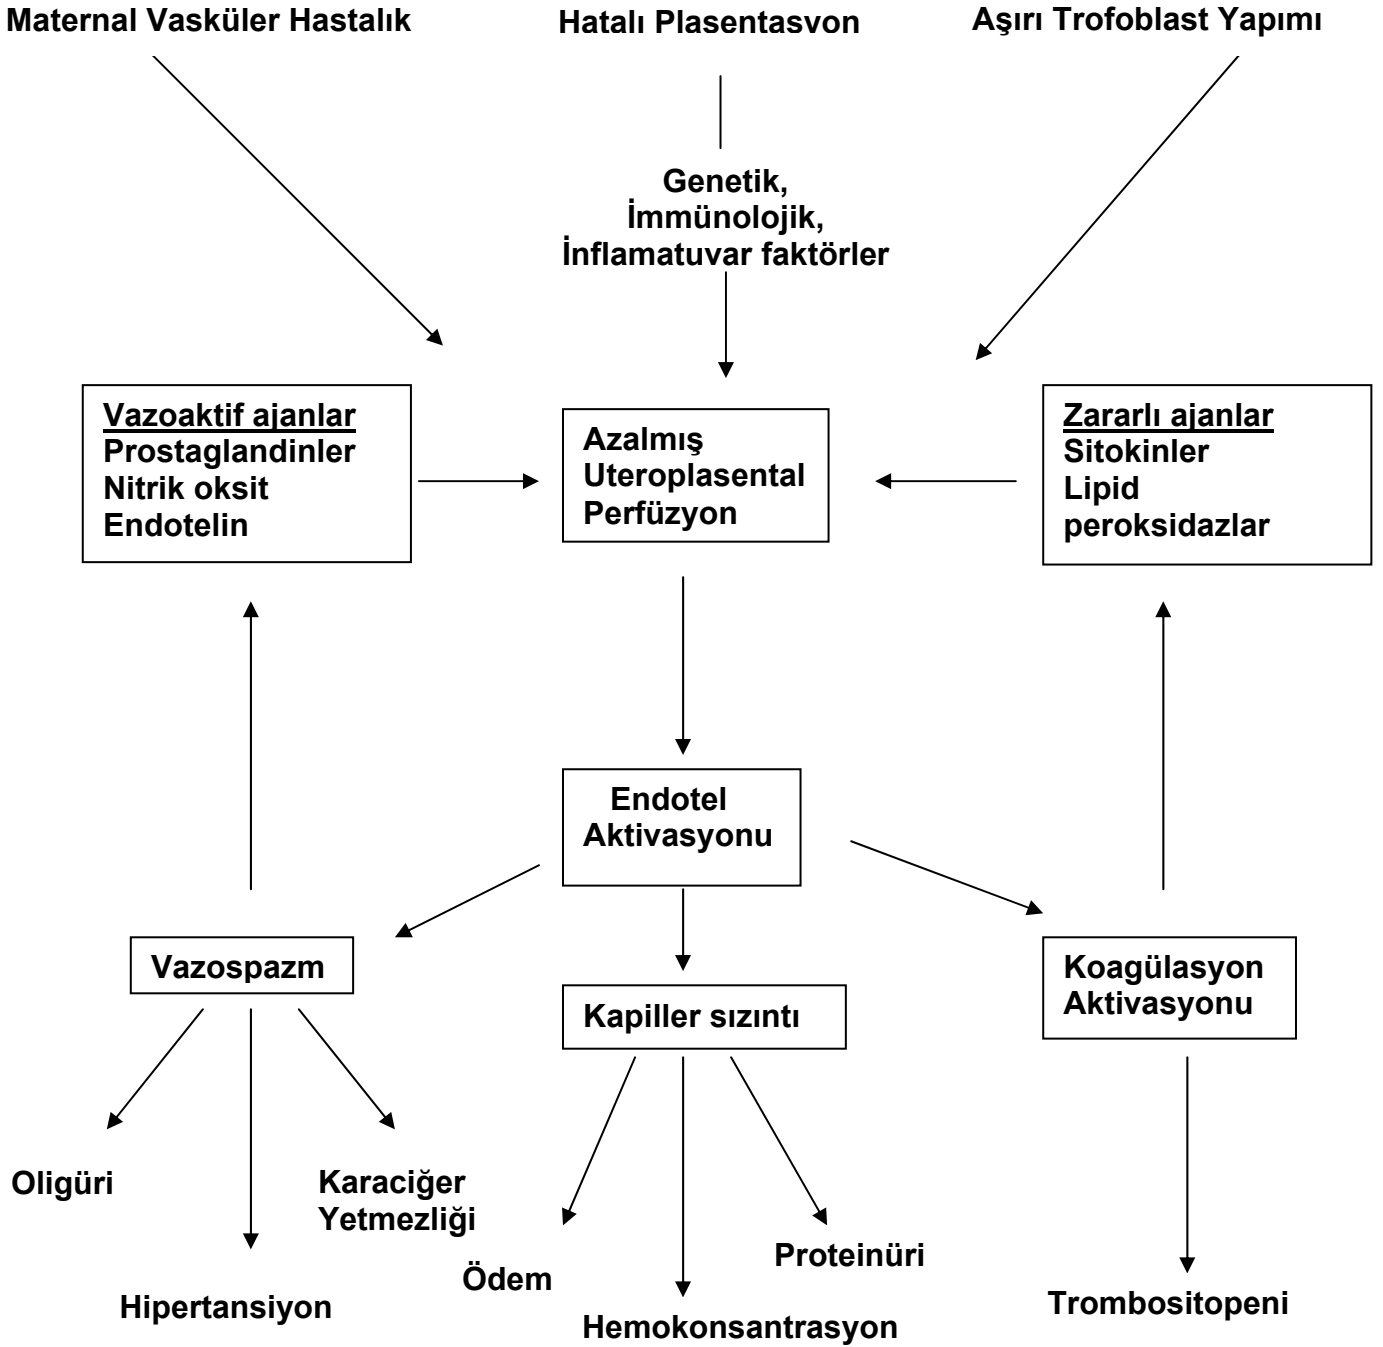 Maternal Vasküler Hastalık
Hatalı Plasentasvon
Aşırı Trofoblast Yapımı
Genetik,
İmmünolojik,
İnflamatuvar faktörler
Vazoaktif ajanlar
Prostaglandinler
Nitrik oksit
Endotelin
Azalmış
Uteroplasental
Perfüzyon
Zararlı ajanlar
Sitokinler
Lipid
peroksidazlar
Endotel
Aktivasyonu
Vazospazm
Kapiller sızıntı
Koagülasyon
Aktivasyonu
Oligüri
Karaciğer
Yetmezliği
Hipertansiyon
Ödem
Proteinüri
Hemokonsantrasyon
Trombositopeni